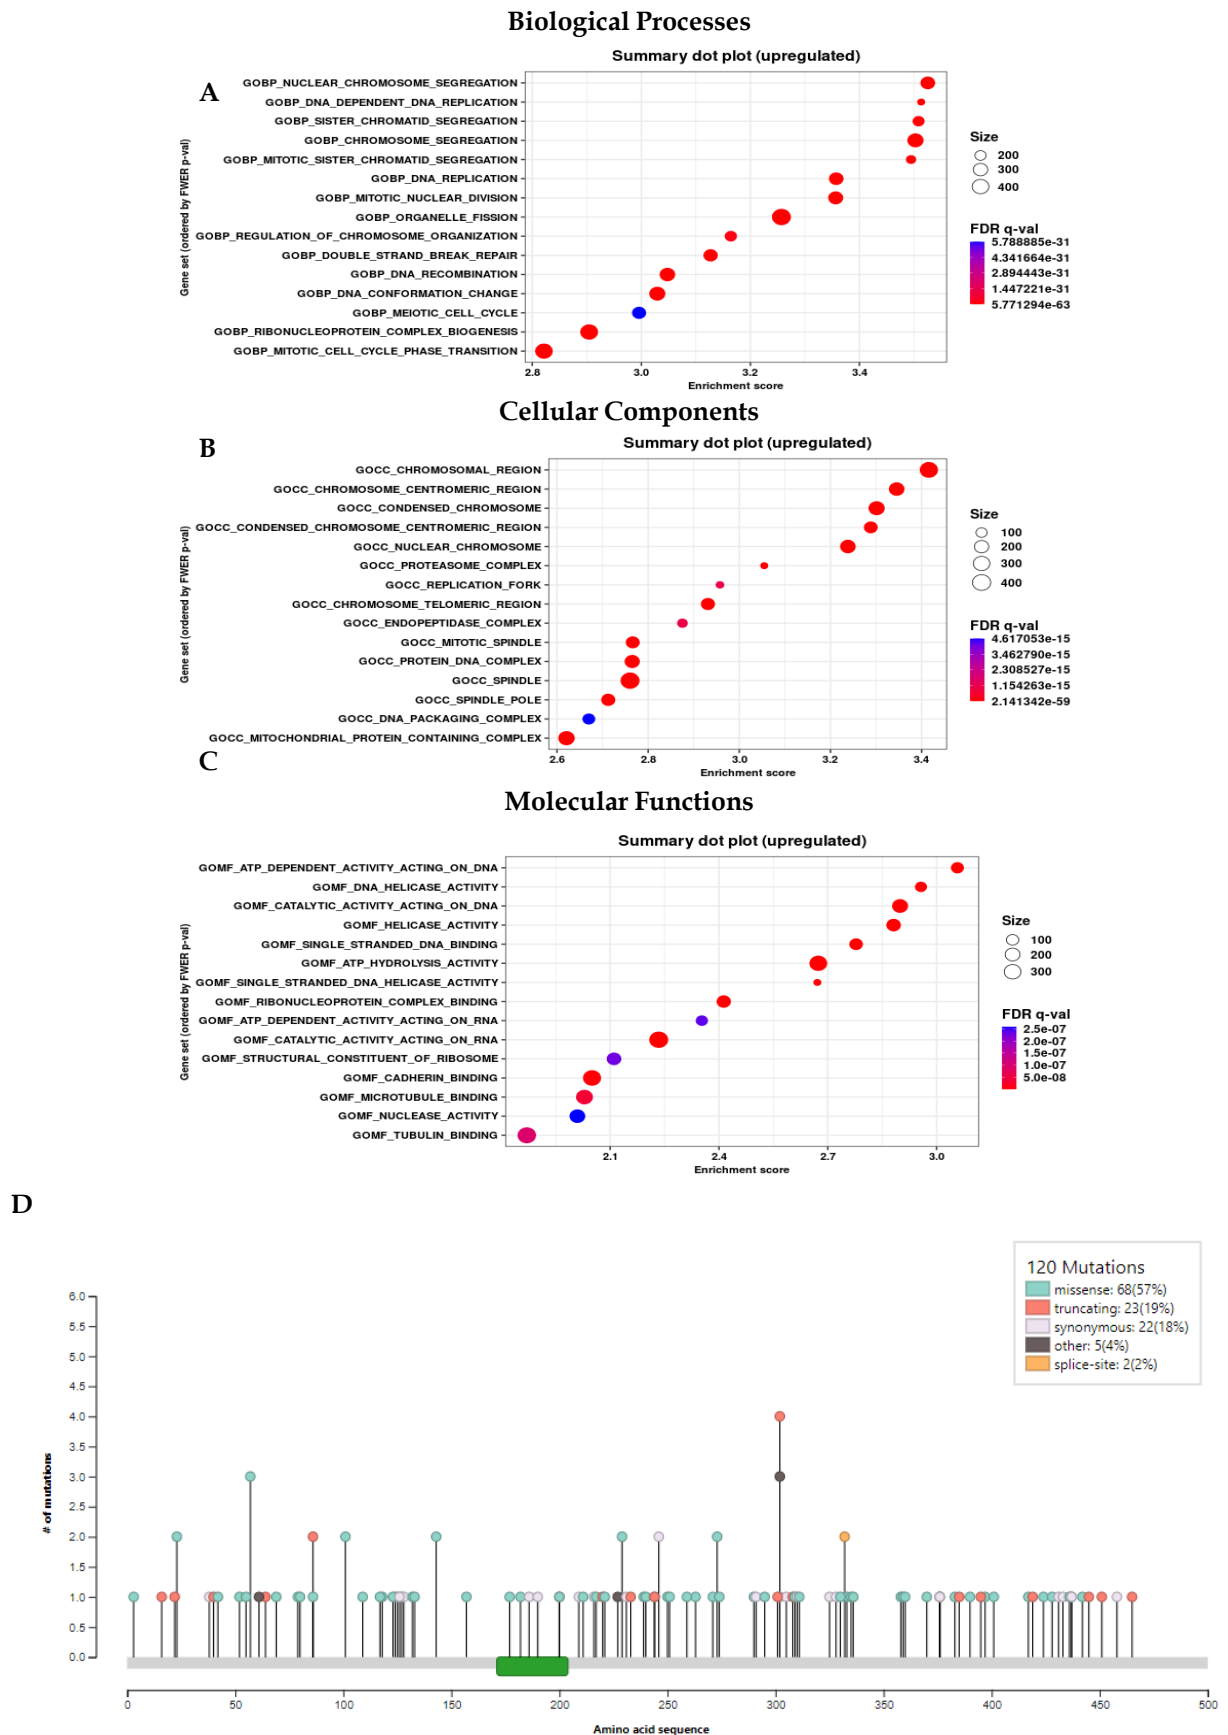 Biological Processes
Summary dot plot (upregulated)
A
Gene set (ordered by FWER p-val)
GOBP_NUCLEAR_CHROMOSOME_SEGREGATION
GOBP_DNA_DEPENDENT_DNA_REPLICATION
GOBP_SISTER_CHROMATID_SEGREGATION
GOBP_CHROMOSOME_SEGREGATION
GOBP_MITOTIC_SISTER_CHROMATID_SEGREGATION
GOBP_DNA_REPLICATION
GOBP_MITOTIC_NUCLEAR_DIVISION
GOBP_ORGANELLE_FISSION
GOBP_REGULATION_OF_CHROMOSOME_ORGANIZATION
GOBP_DOUBLE_STRAND_BREAK_REPAIR
GOBP_DNA_RECOMBINATION
GOBP_DNA_CONFORMATION_CHANGE
GOBP_MEIOTIC_CELL_CYCLE
GOBP_RIBONUCLEOPROTEIN_COMPLEX_BIOGENESIS
GOBP_MITOTIC_CELL_CYCLE_PHASE_TRANSITION
2.8 3.0 3.2 3.4
Enrichment score
Size
200
300
400
FDR q-val
5.788885e-31
4.341664e-31
2.894443e-31
1.447221e-31
5.771294e-63
Cellular Components
B
Summary dot plot (upregulated)
Gene set (ordered by FWER p-val)
GOCC_CHROMOSOMAL_REGION
GOCC_CHROMOSOME_CENTROMERIC_REGION
GOCC_CONDENSED_CHROMOSOME
GOCC_CONDENSED_CHROMOSOME_CENTROMERIC_REGION
GOCC_NUCLEAR_CHROMOSOME
GOCC_PROTEASOME_COMPLEX
GOCC_REPLICATION_FORK
GOCC_CHROMOSOME_TELOMERIC_REGION
GOCC_ENDOPEPTIDASE_COMPLEX
GOCC_MITOTIC_SPINDLE
GOCC_PROTEIN_DNA_COMPLEX
GOCC_SPINDLE
GOCC_SPINDLE_POLE
GOCC_DNA_PACKAGING_COMPLEX
GOCC_MITOCHONDRIAL_PROTEIN_CONTAINING_COMPLEX
2.6 2.8 3.0 3.2 3.4
Enrichment score
Size
100
200
300
400
FDR q-val
4.617053e-15
3.462790e-15
2.308527e-15
1.154263e-15
2.141342e-59
C
Molecular Functions
Summary dot plot (upregulated)
Gene set (ordered by FWER p-val)
GOMF_ATP_DEPENDENT_ACTIVITY_ACTING_ON_DNA
GOMF_DNA_HELICASE_ACTIVITY
GOMF_CATALYTIC_ACTIVITY_ACTING_ON_DNA
GOMF_HELICASE_ACTIVITY
GOMF_SINGLE_STRANDED_DNA_BINDING
GOMF_ATP_HYDROLYSIS_ACTIVITY
GOMF_SINGLE_STRANDED_DNA_HELICASE_ACTIVITY
GOMF_RIBONUCLEOPROTEIN_COMPLEX_BINDING
GOMF_ATP_DEPENDENT_ACTIVITY_ACTING_ON_RNA
GOMF_CATALYTIC_ACTIVITY_ACTING_ON_RNA
GOMF_STRUCTURAL_CONSTITUENT_OF_RIBOSOME
GOMF_CADHERIN_BINDING
GOMF_MICROTUBULE_BINDING
GOMF_NUCLEASE_ACTIVITY
GOMF_TUBULIN_BINDING
2.1 2.4 2.7 3.0
Enrichment score
Size
100
200
300
FDR q-val
2.5e-07
2.0e-07
1.5e-07
1.0e-07
5.0e-08
D
120 Mutations
missense: 68(57%)
truncating: 23(19%)
synonymous: 22(18%)
other: 5(4%)
splice-site: 2(2%)
# of mutations
6.0
5.5
5.0
4.5
4.0
3.5
3.0
2.5
2.0
1.5
1.0
0.5
0.0
0 50 100 150 200 250 300 350 400 450 500
Amino acid sequence